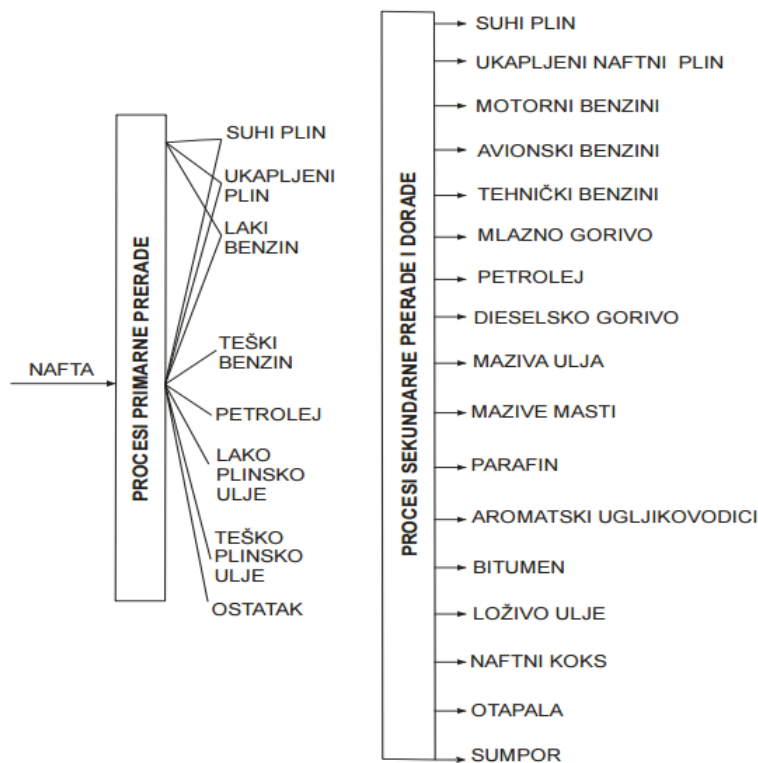 NAFTA
PROCESI PRIMARNE PRERADE
SUHI PLIN
UKAPLJENI
PLIN
LAKI
BENZIN
TEŠKI
BENZIN
PETROLEJ
LAKO
PLINSKO
ULJE
TEŠKO
PLINSKO
ULJE
OSTATAK
PROCESI SEKUNDARNE PRERADE I DORADE
SUHI PLIN
UKAPLJENI NAFTNI PLIN
MOTORNI BENZINI
AVIONSKI BENZINI
TEHNIČKI BENZINI
MLAZNO GORIVO
PETROLEJ
DIESELSKO GORIVO
MAZIVA ULJA
MAZIVE MASTI
PARAFIN
AROMATSKI UGLJIKOVODICI
BITUMEN
LOŽIVO ULJE
NAFTNI KOKS
OTAPALA
SUMPOR